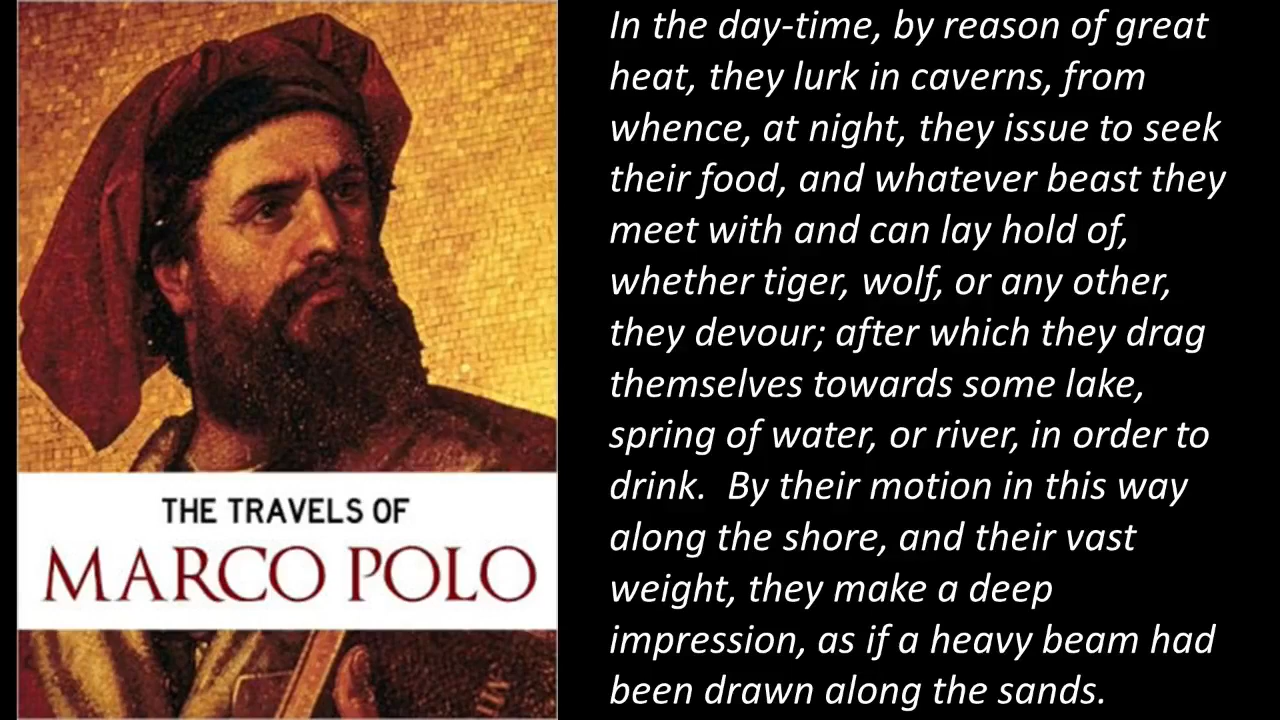 THE TRAVELS OF
MARCO POLO
In the day-time, by reason of great
heat, they lurk in caverns, from
whence, at night, they issue to seek
their food, and whatever beast they
meet with and can lay hold of,
whether tiger, wolf, or any other,
they devour; after which they drag
themselves towards some lake,
spring of water, or river, in order to
drink.  By their motion in this way
along the shore, and their vast
weight, they make a deep
impression, as if a heavy beam had
been drawn along the sands.